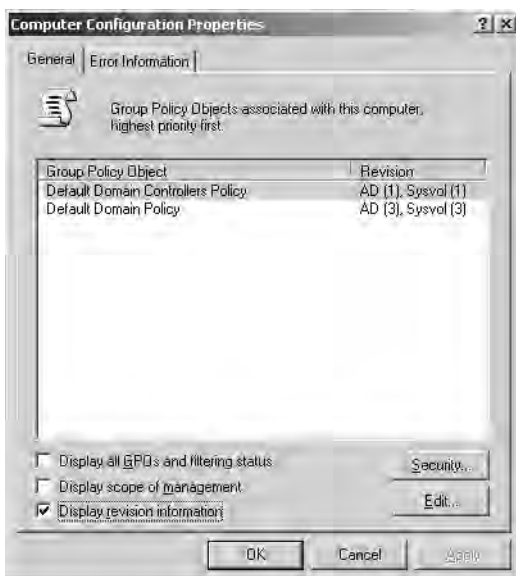 Computer Configuration Properties
General
Error Information
Group Policy Objects associated with this computer,
highest priority first.
Group Policy Object Revision
Default Domain Controllers Policy AD (1), Sysvol (1)
Default Domain Policy AD (3), Sysvol (3)
Display all GPOs and filtering status
Security...
Display scope of management
Edit...
Display revision information
OK Cancel Apply